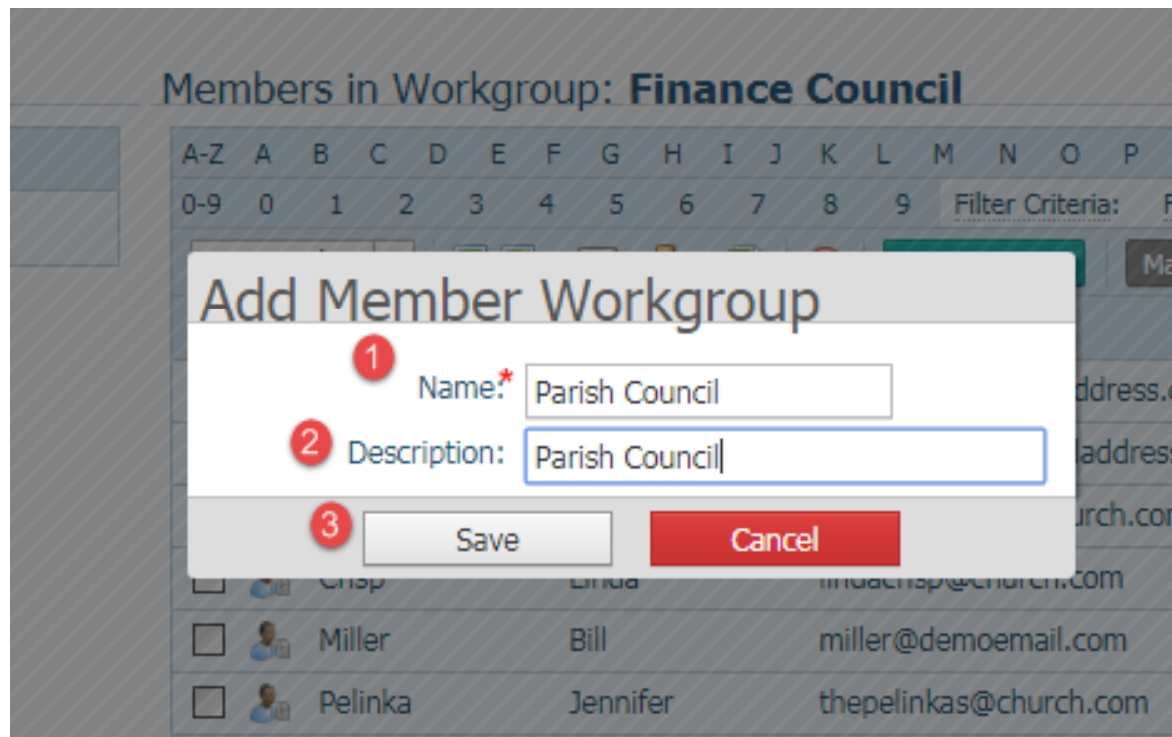 Members in Workgroup: Finance Council
A-Z A B C D E F G H I J K L M N O P
0-9 0 1 2 3 4 5 6 7 8 9 Filter Criteria:
Add Member Workgroup
1
Name:* Parish Council
2
Description: Parish Council
3
Save Cancel
Crisp Linda lindacrisp@church.com
Miller Bill miller@demoemail.com
Pelinka Jennifer thepelinkas@church.com